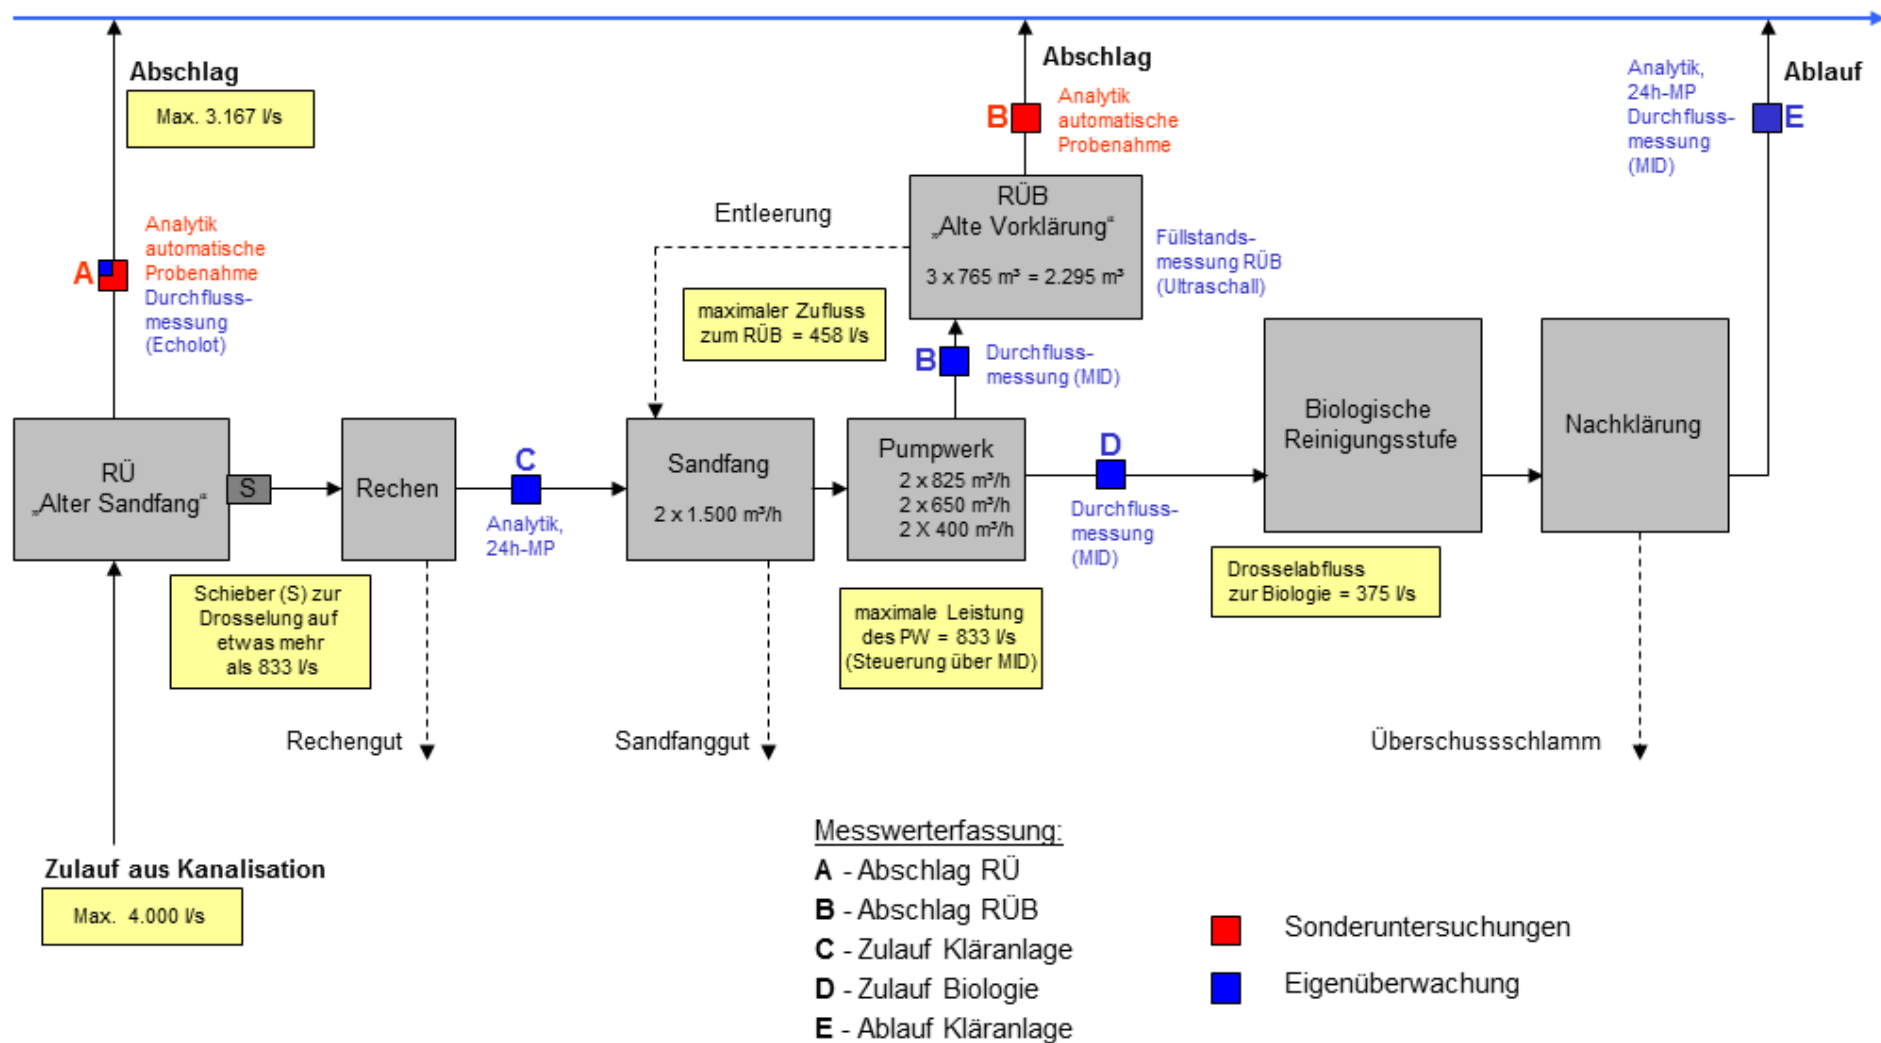 Abschlag
Max. 3.167 l/s
A
Analytik
automatische
Probenahme
Durchfluss-
messung
(Echolot)
Abschlag
B
Analytik
automatische
Probenahme
Analytik,
24h-MP
Durchfluss-
messung
(MID)
Ablauf
E
Entleerung
RÜB
„Alte Vorklärung“
3 x 765 m³ = 2.295 m³
Füllstands-
messung RÜB
(Ultraschall)
maximaler Zufluss
zum RÜB = 458 l/s
B
Durchfluss-
messung (MID)
RÜ
„Alter Sandfang“
S
Rechen
C
Analytik,
24h-MP
Sandfang
2 x 1.500 m³/h
Pumpwerk
2 x 825 m³/h
2 x 650 m³/h
2 X 400 m³/h
D
Durchfluss-
messung
(MID)
Biologische
Reinigungsstufe
Nachklärung
Schieber (S) zur
Drosselung auf
etwas mehr
als 833 l/s
maximale Leistung
des PW = 833 l/s
(Steuerung über MID)
Drosselabfluss
zur Biologie = 375 l/s
Rechengut
Sandfanggut
Überschussschlamm
Zulauf aus Kanalisation
Max. 4.000 l/s
Messwerterfassung:
A - Abschlag RÜ
B - Abschlag RÜB
C - Zulauf Kläranlage
D - Zulauf Biologie
E - Ablauf Kläranlage
Sonderuntersuchungen
Eigenüberwachung